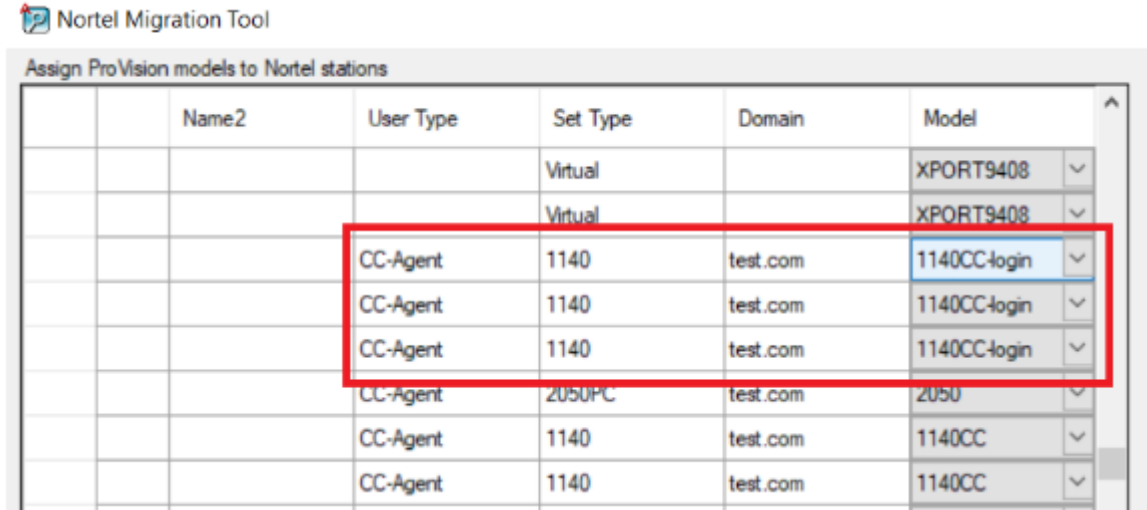 Nortel Migration Tool
Assign ProVision models to Nortel stations
Name2 User Type Set Type Domain Model
Virtual XPORT9408
Virtual XPORT9408
CC-Agent 1140 test.com 1140CC-login
CC-Agent 1140 test.com 1140CC-login
CC-Agent 1140 test.com 1140CC-login
CC-Agent 2050PC test.com 2050
CC-Agent 1140 test.com 1140CC
CC-Agent 1140 test.com 1140CC